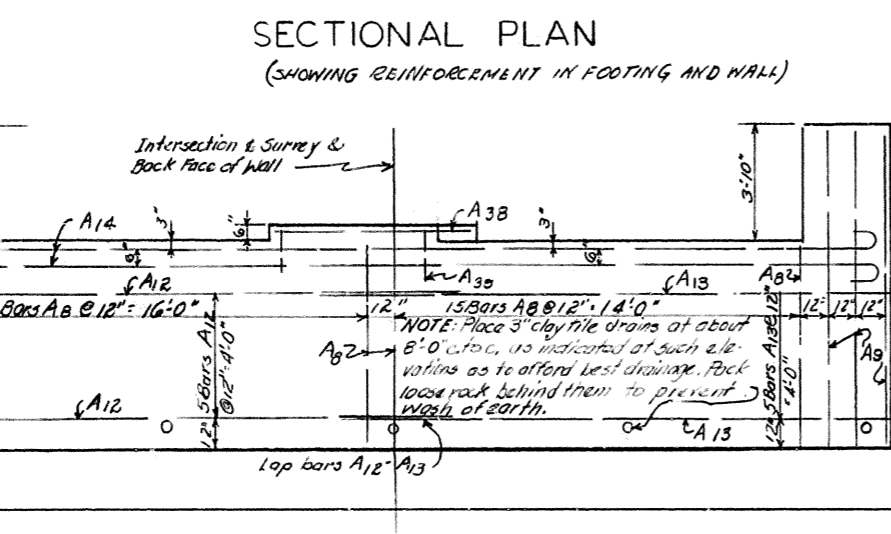 SECTIONAL PLAN
(SHOWING REINFORCEMENT IN FOOTING AND WALL)
Intersection ℄ Surrey &
Back Face of Wall
3'-10"
A14
3"
6"
A38
3"
6"
6"
A35
A12
A13
A8
Bars A8 @ 12" = 16'-0"
12"
15 Bars A8 @ 12" = 14'-0"
12"
12"
12"
NOTE: Place 3" clay tile drains at about
8'-0" c. to c., as indicated at such ele-
vations as to afford best drainage. Pack
loose rock behind them to prevent
wash of earth.
A8
A9
5 Bars A12
@ 12" = 4'-0"
12"
5 Bars A13 @ 12"
= 4'-0"
12"
A12
A13
Lap bars A12 - A13